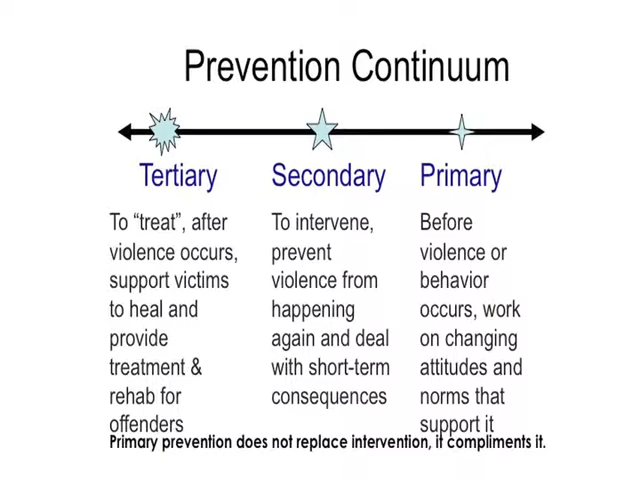 Prevention Continuum
Tertiary
To “treat”, after
violence occurs,
support victims
to heal and
provide
treatment &
rehab for
offenders
Secondary
To intervene,
prevent
violence from
happening
again and deal
with short-term
consequences
Primary
Before
violence or
behavior
occurs, work
on changing
attitudes and
norms that
support it
Primary prevention does not replace intervention, it compliments it.